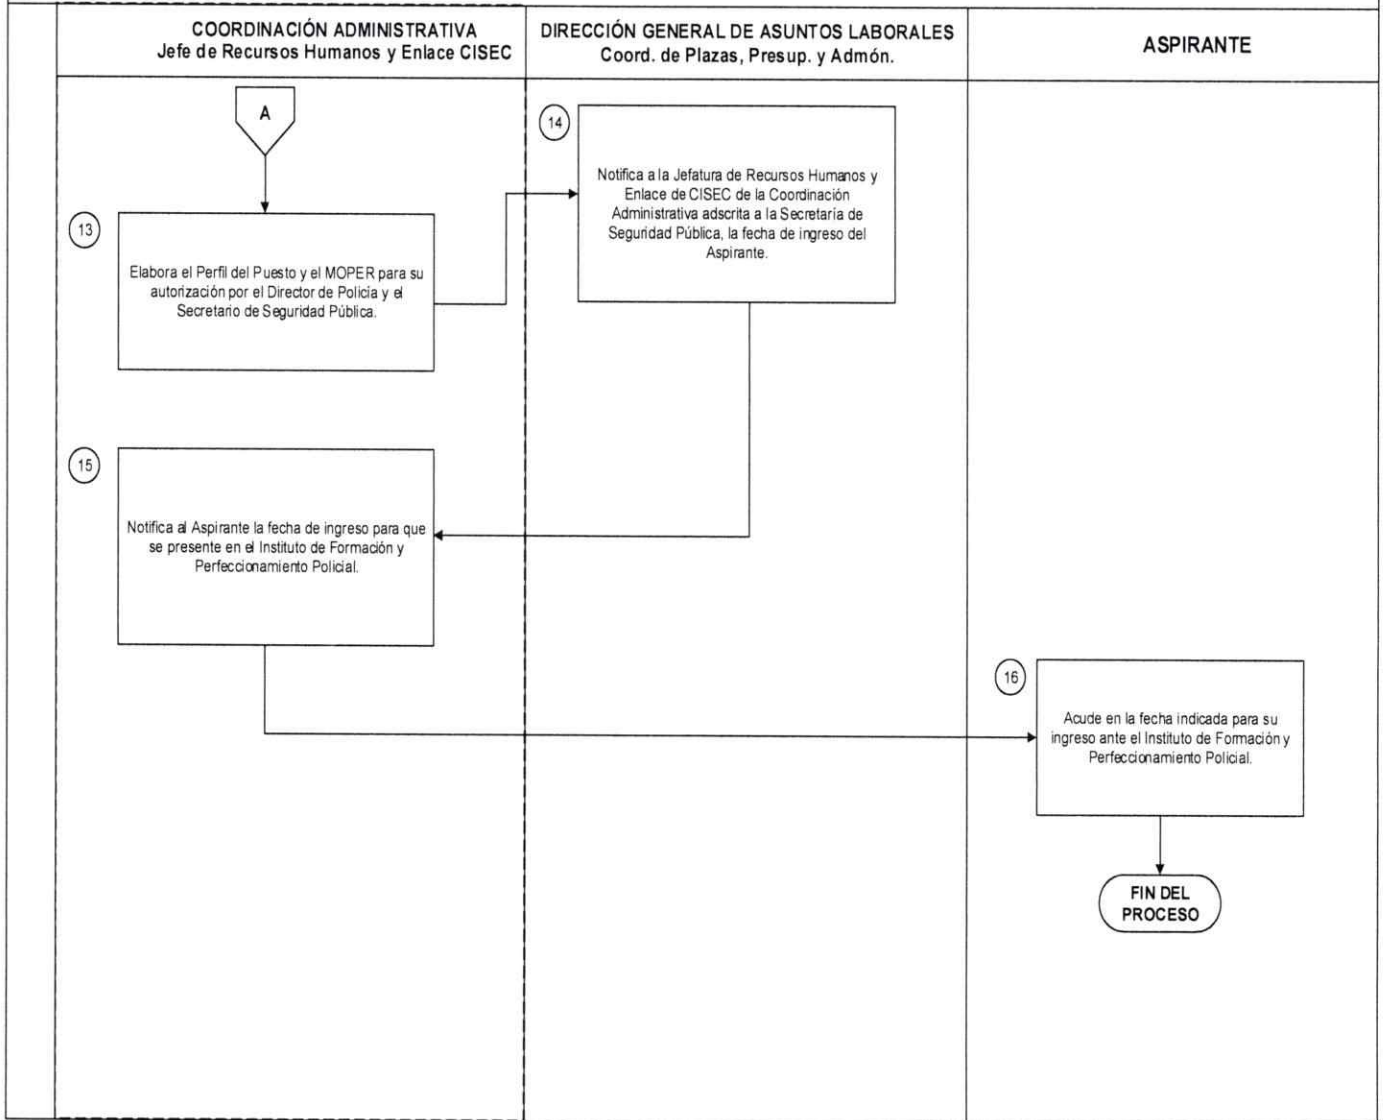 COORDINACIÓN ADMINISTRATIVA
Jefe de Recursos Humanos y Enlace CISEC
DIRECCIÓN GENERAL DE ASUNTOS LABORALES
Coord. de Plazas, Presup. y Admón.
ASPIRANTE
A
13
Elabora el Perfil del Puesto y el MOPER para su
autorización por el Director de Policía y el
Secretario de Seguridad Pública.
14
Notifica a la Jefatura de Recursos Humanos y
Enlace de CISEC de la Coordinación
Administrativa adscrita a la Secretaría de
Seguridad Pública, la fecha de ingreso del
Aspirante.
15
Notifica al Aspirante la fecha de ingreso para que
se presente en el Instituto de Formación y
Perfeccionamiento Policial.
16
Acude en la fecha indicada para su
ingreso ante el Instituto de Formación y
Perfeccionamiento Policial.
FIN DEL
PROCESO